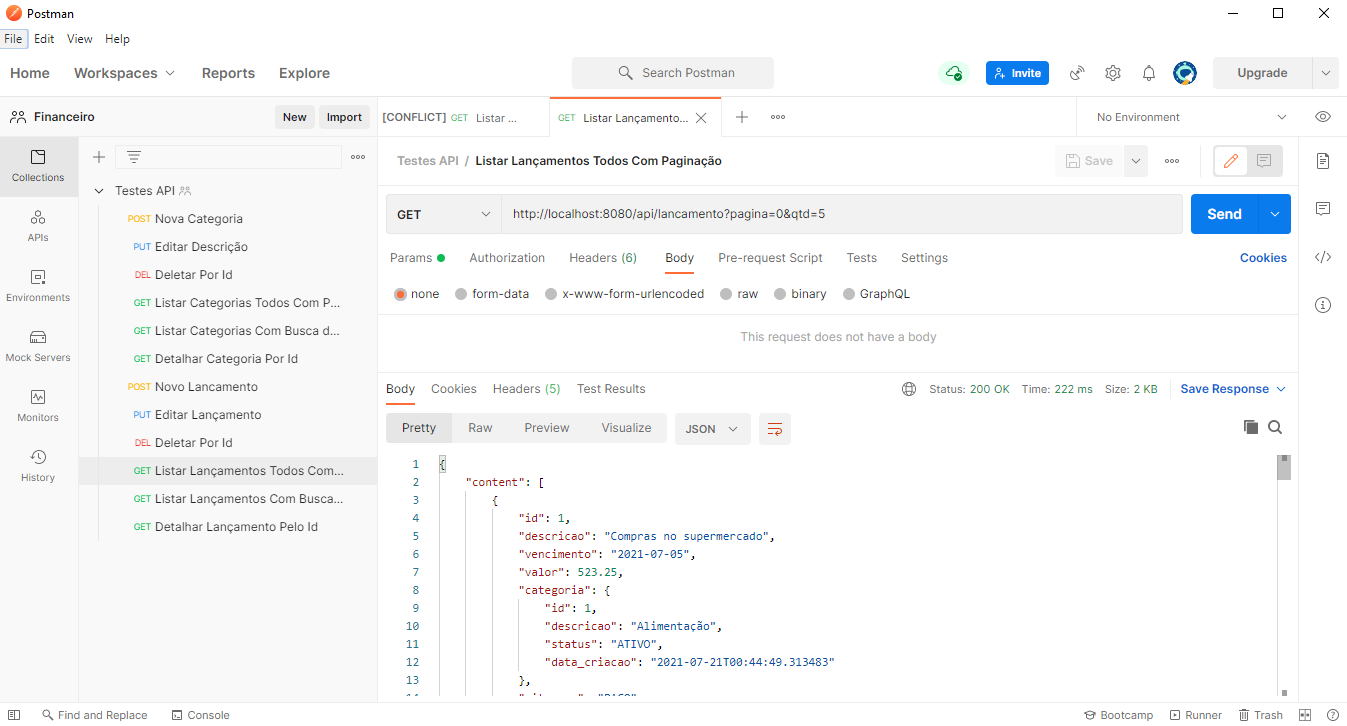 Postman
File Edit View Help
Home Workspaces Reports Explore Search Postman Invite Upgrade
Financeiro New Import [CONFLICT] GET Listar ... GET Listar Lançamento... No Environment
Collections
APIs
Environments
Mock Servers
Monitors
History
Testes API
POST Nova Categoria
PUT Editar Descrição
DEL Deletar Por Id
GET Listar Categorias Todos Com P...
GET Listar Categorias Com Busca d...
GET Detalhar Categoria Por Id
POST Novo Lancamento
PUT Editar Lançamento
DEL Deletar Por Id
GET Listar Lançamentos Todos Com...
GET Listar Lançamentos Com Busca...
GET Detalhar Lançamento Pelo Id
Testes API / Listar Lançamentos Todos Com Paginação Save
GET http://localhost:8080/api/lancamento?pagina=0&qtd=5 Send
Params Authorization Headers (6) Body Pre-request Script Tests Settings Cookies
none form-data x-www-form-urlencoded raw binary GraphQL
This request does not have a body
Body Cookies Headers (5) Test Results Status: 200 OK Time: 222 ms Size: 2 KB Save Response
Pretty Raw Preview Visualize JSON
1 {
2 "content": [
3 {
4 "id": 1,
5 "descricao": "Compras no supermercado",
6 "vencimento": "2021-07-05",
7 "valor": 523.25,
8 "categoria": {
9 "id": 1,
10 "descricao": "Alimentação",
11 "status": "ATIVO",
12 "data_criacao": "2021-07-21T00:44:49.313483"
13 },
Find and Replace Console Bootcamp Runner Trash